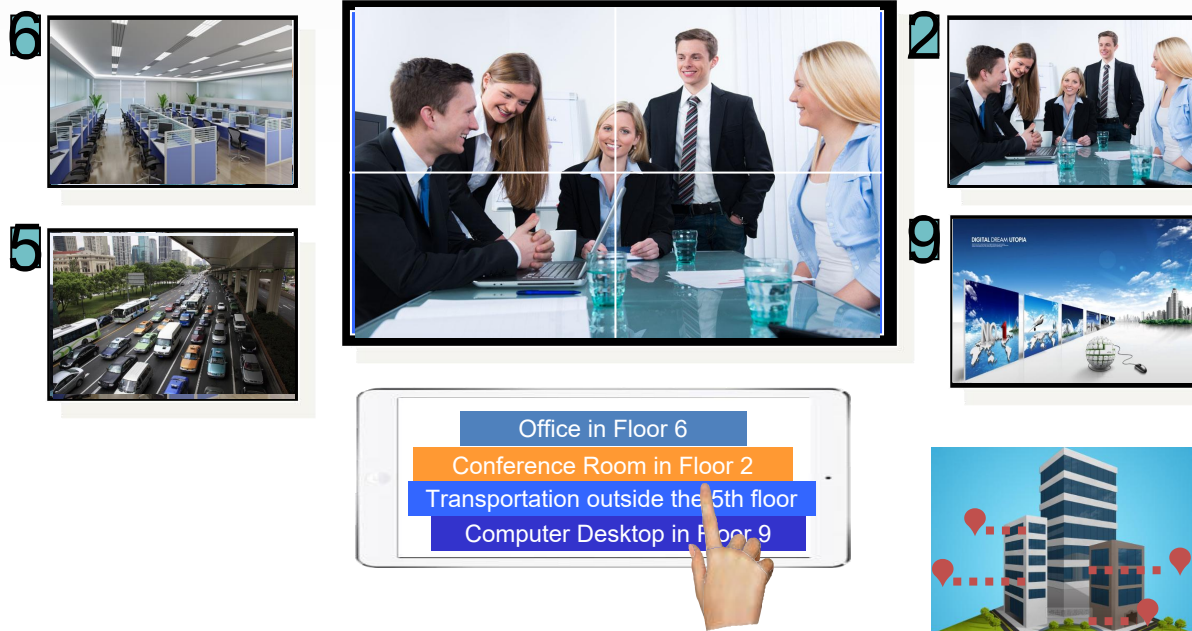 6
2
5
9
DIGITAL DREAM UTOPIA
Office in Floor 6
Conference Room in Floor 2
Transportation outside the 5th floor
Computer Desktop in Floor 9